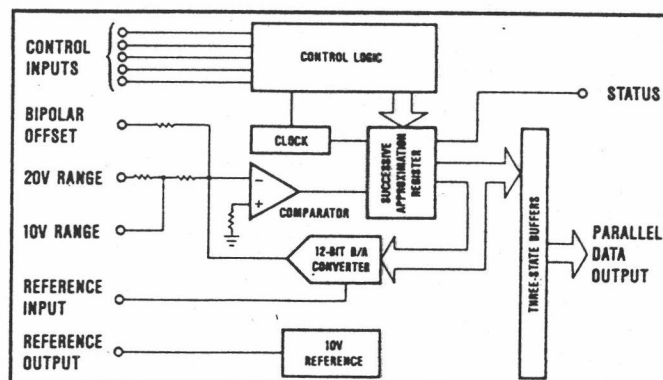 CONTROL
INPUTS
CONTROL LOGIC
BIPOLAR
OFFSET
CLOCK
SUCCESSIVE
APPROXIMATION
REGISTER
STATUS
20V RANGE
−
+
COMPARATOR
10V RANGE
12-BIT D/A
CONVERTER
THREE-STATE BUFFERS
PARALLEL
DATA
OUTPUT
REFERENCE
INPUT
REFERENCE
OUTPUT
10V
REFERENCE